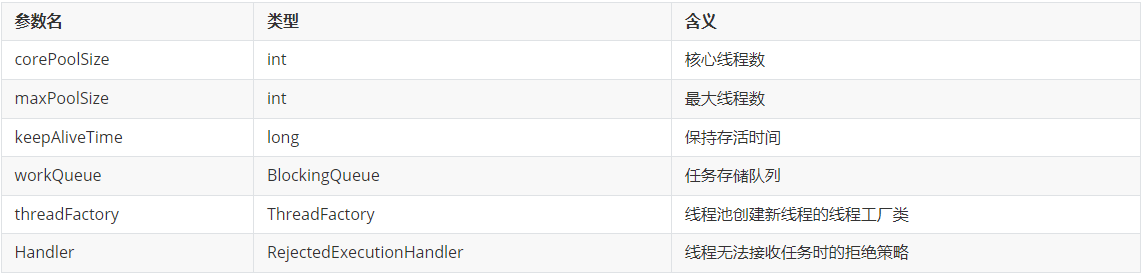 参数名 类型 含义
corePoolSize int 核心线程数
maxPoolSize int 最大线程数
keepAliveTime long 保持存活时间
workQueue BlockingQueue 任务存储队列
threadFactory ThreadFactory 线程池创建新线程的线程工厂类
Handler RejectedExecutionHandler 线程无法接收任务时的拒绝策略